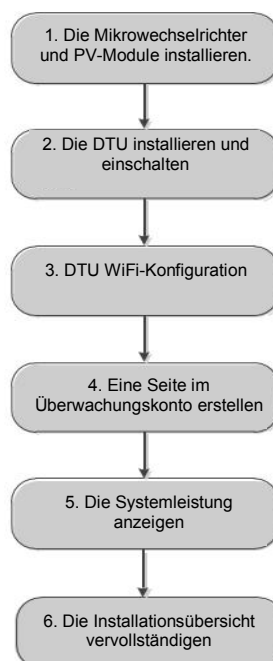 1. Die Mikrowechselrichter
und PV-Module installieren.
2. Die DTU installieren und
einschalten
3. DTU WiFi-Konfiguration
4. Eine Seite im
Überwachungskonto erstellen
5. Die Systemleistung
anzeigen
6. Die Installationsübersicht
vervollständigen